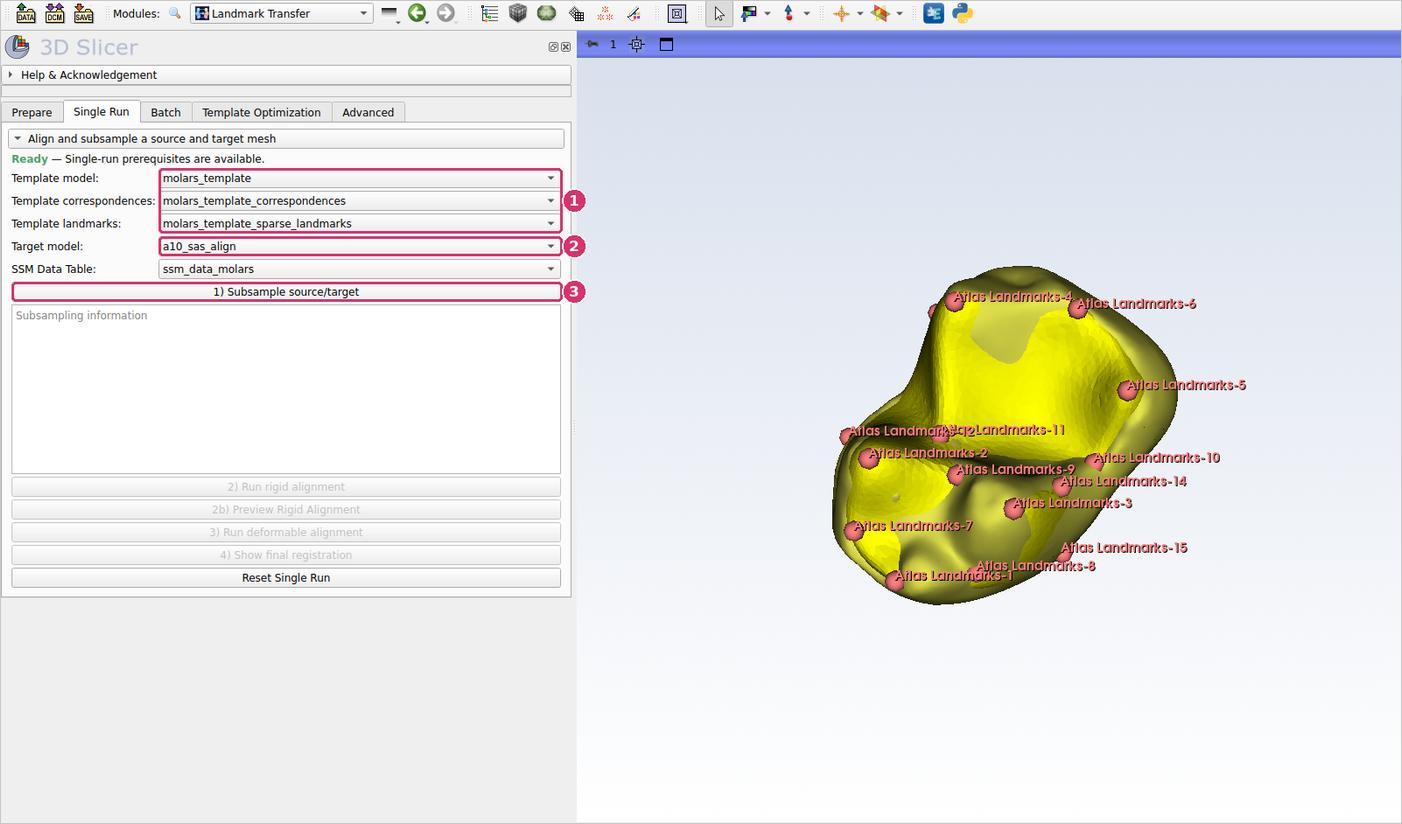 DATA DCM SAVE Modules: Landmark Transfer
1
3D Slicer
Help & Acknowledgement
Prepare Single Run Batch Template Optimization Advanced
Align and subsample a source and target mesh
Ready — Single-run prerequisites are available.
Template model: molars_template
Template correspondences: molars_template_correspondences 1
Template landmarks: molars_template_sparse_landmarks
Target model: a10_sas_align 2
SSM Data Table: ssm_data_molars
1) Subsample source/target 3
Subsampling information
2) Run rigid alignment
2b) Preview Rigid Alignment
3) Run deformable alignment
4) Show final registration
Reset Single Run
Atlas Landmarks-4
Atlas Landmarks-6
Atlas Landmarks-5
Atlas Landmarks-12
Atlas Landmarks-11
Atlas Landmarks-2
Atlas Landmarks-10
Atlas Landmarks-9
Atlas Landmarks-14
Atlas Landmarks-3
Atlas Landmarks-7
Atlas Landmarks-15
Atlas Landmarks-8
Atlas Landmarks-1